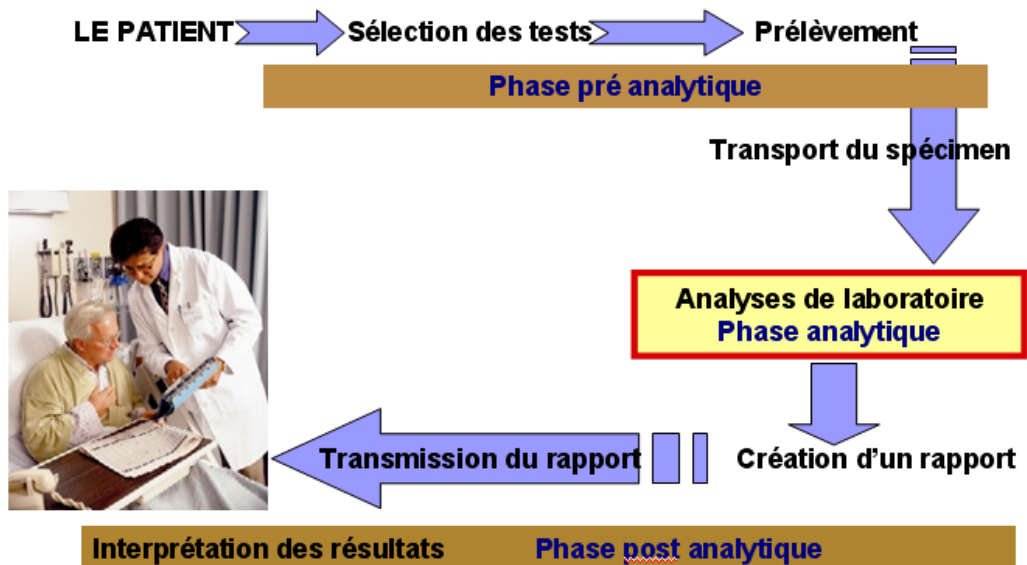 LE PATIENT
Sélection des tests
Prélèvement
Phase pré analytique
Transport du spécimen
Analyses de laboratoire
Phase analytique
Transmission du rapport
Création d'un rapport
Interprétation des résultats
Phase post analytique